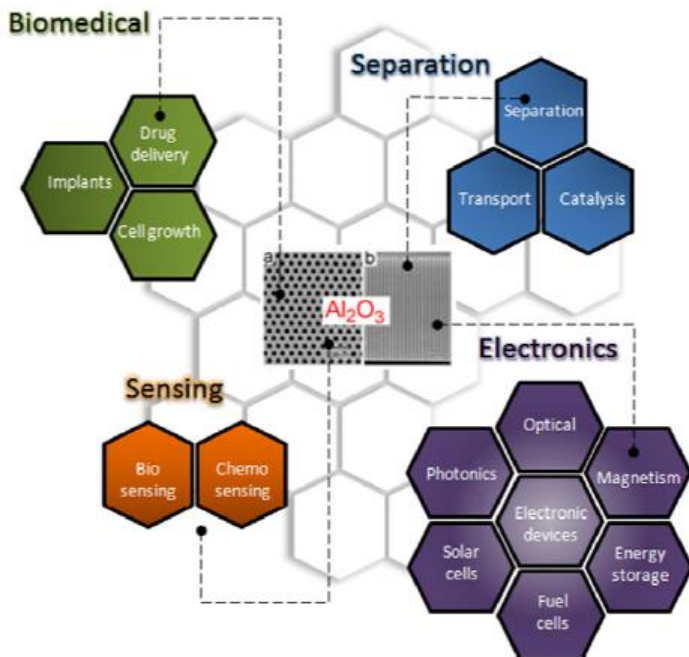 Biomedical
Drug
delivery
Implants
Cell growth
Separation
Separation
Transport
Catalysis
a
b
Al₂O₃
Sensing
Bio
sensing
Chemo
sensing
Electronics
Optical
Photonics
Magnetism
Electronic
devices
Solar
cells
Energy
storage
Fuel
cells